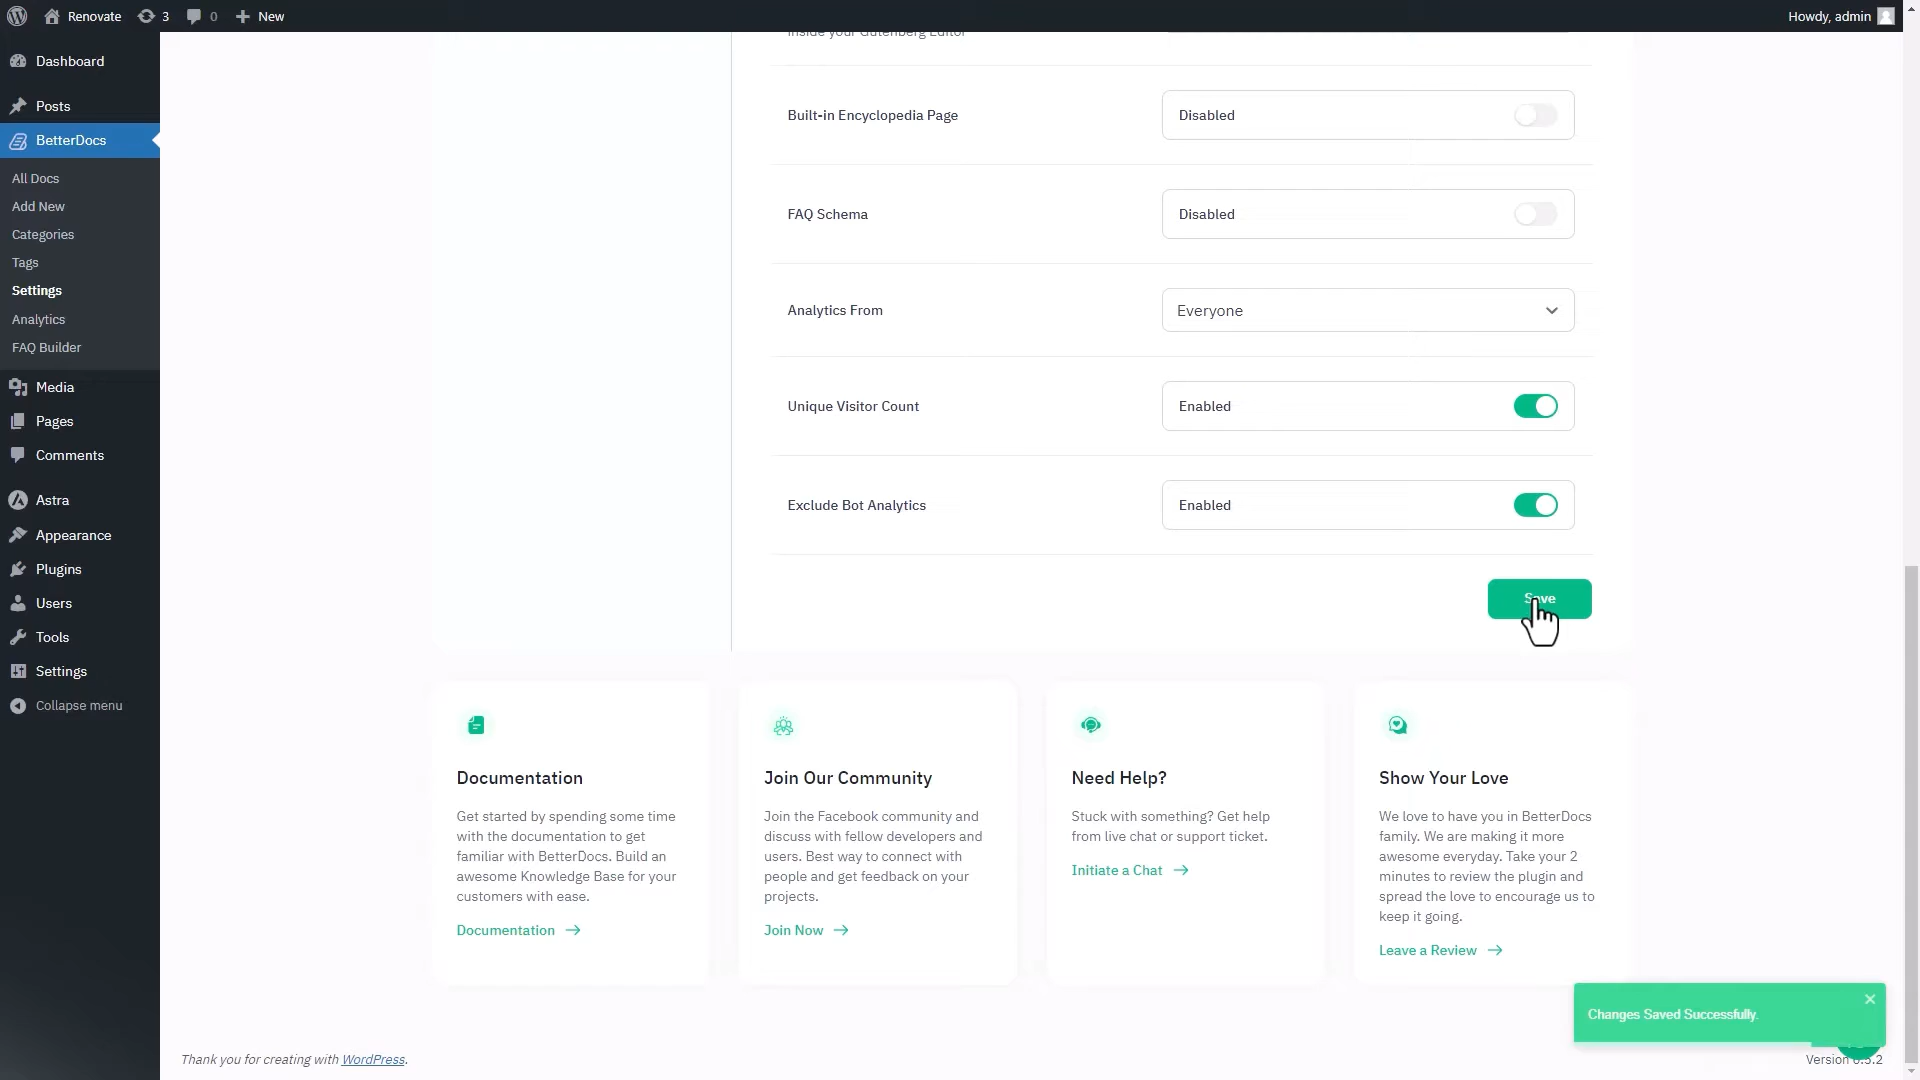 Renovate
3
0
New
Howdy, admin
Dashboard
Posts
BetterDocs
All Docs
Add New
Categories
Tags
Settings
Analytics
FAQ Builder
Media
Pages
Comments
Astra
Appearance
Plugins
Users
Tools
Settings
Collapse menu
inside your Gutenberg Editor
Built-in Encyclopedia Page
Disabled
FAQ Schema
Disabled
Analytics From
Everyone
Unique Visitor Count
Enabled
Exclude Bot Analytics
Enabled
Save
Documentation
Get started by spending some time
with the documentation to get
familiar with BetterDocs. Build an
awesome Knowledge Base for your
customers with ease.
Documentation
Join Our Community
Join the Facebook community and
discuss with fellow developers and
users. Best way to connect with
people and get feedback on your
projects.
Join Now
Need Help?
Stuck with something? Get help
from live chat or support ticket.
Initiate a Chat
Show Your Love
We love to have you in BetterDocs
family. We are making it more
awesome everyday. Take your 2
minutes to review the plugin and
spread the love to encourage us to
keep it going.
Leave a Review
Changes Saved Successfully.
Thank you for creating with WordPress.
Version